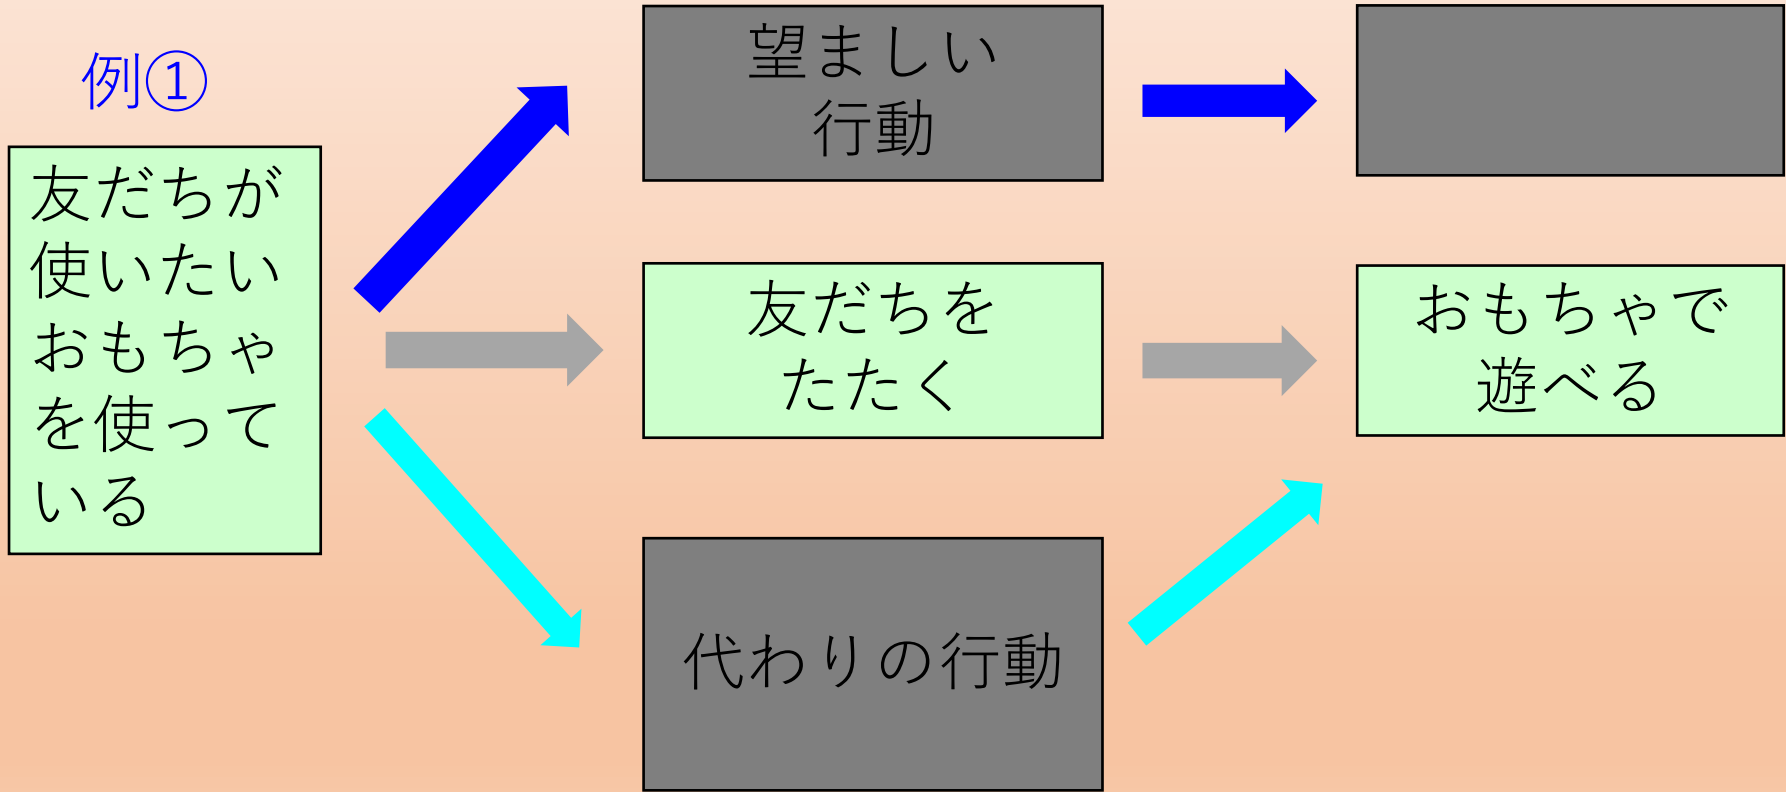 例①
友だちが
使いたい
おもちゃ
を使って
いる
望ましい
行動
友だちを
たたく
おもちゃで
遊べる
代わりの行動